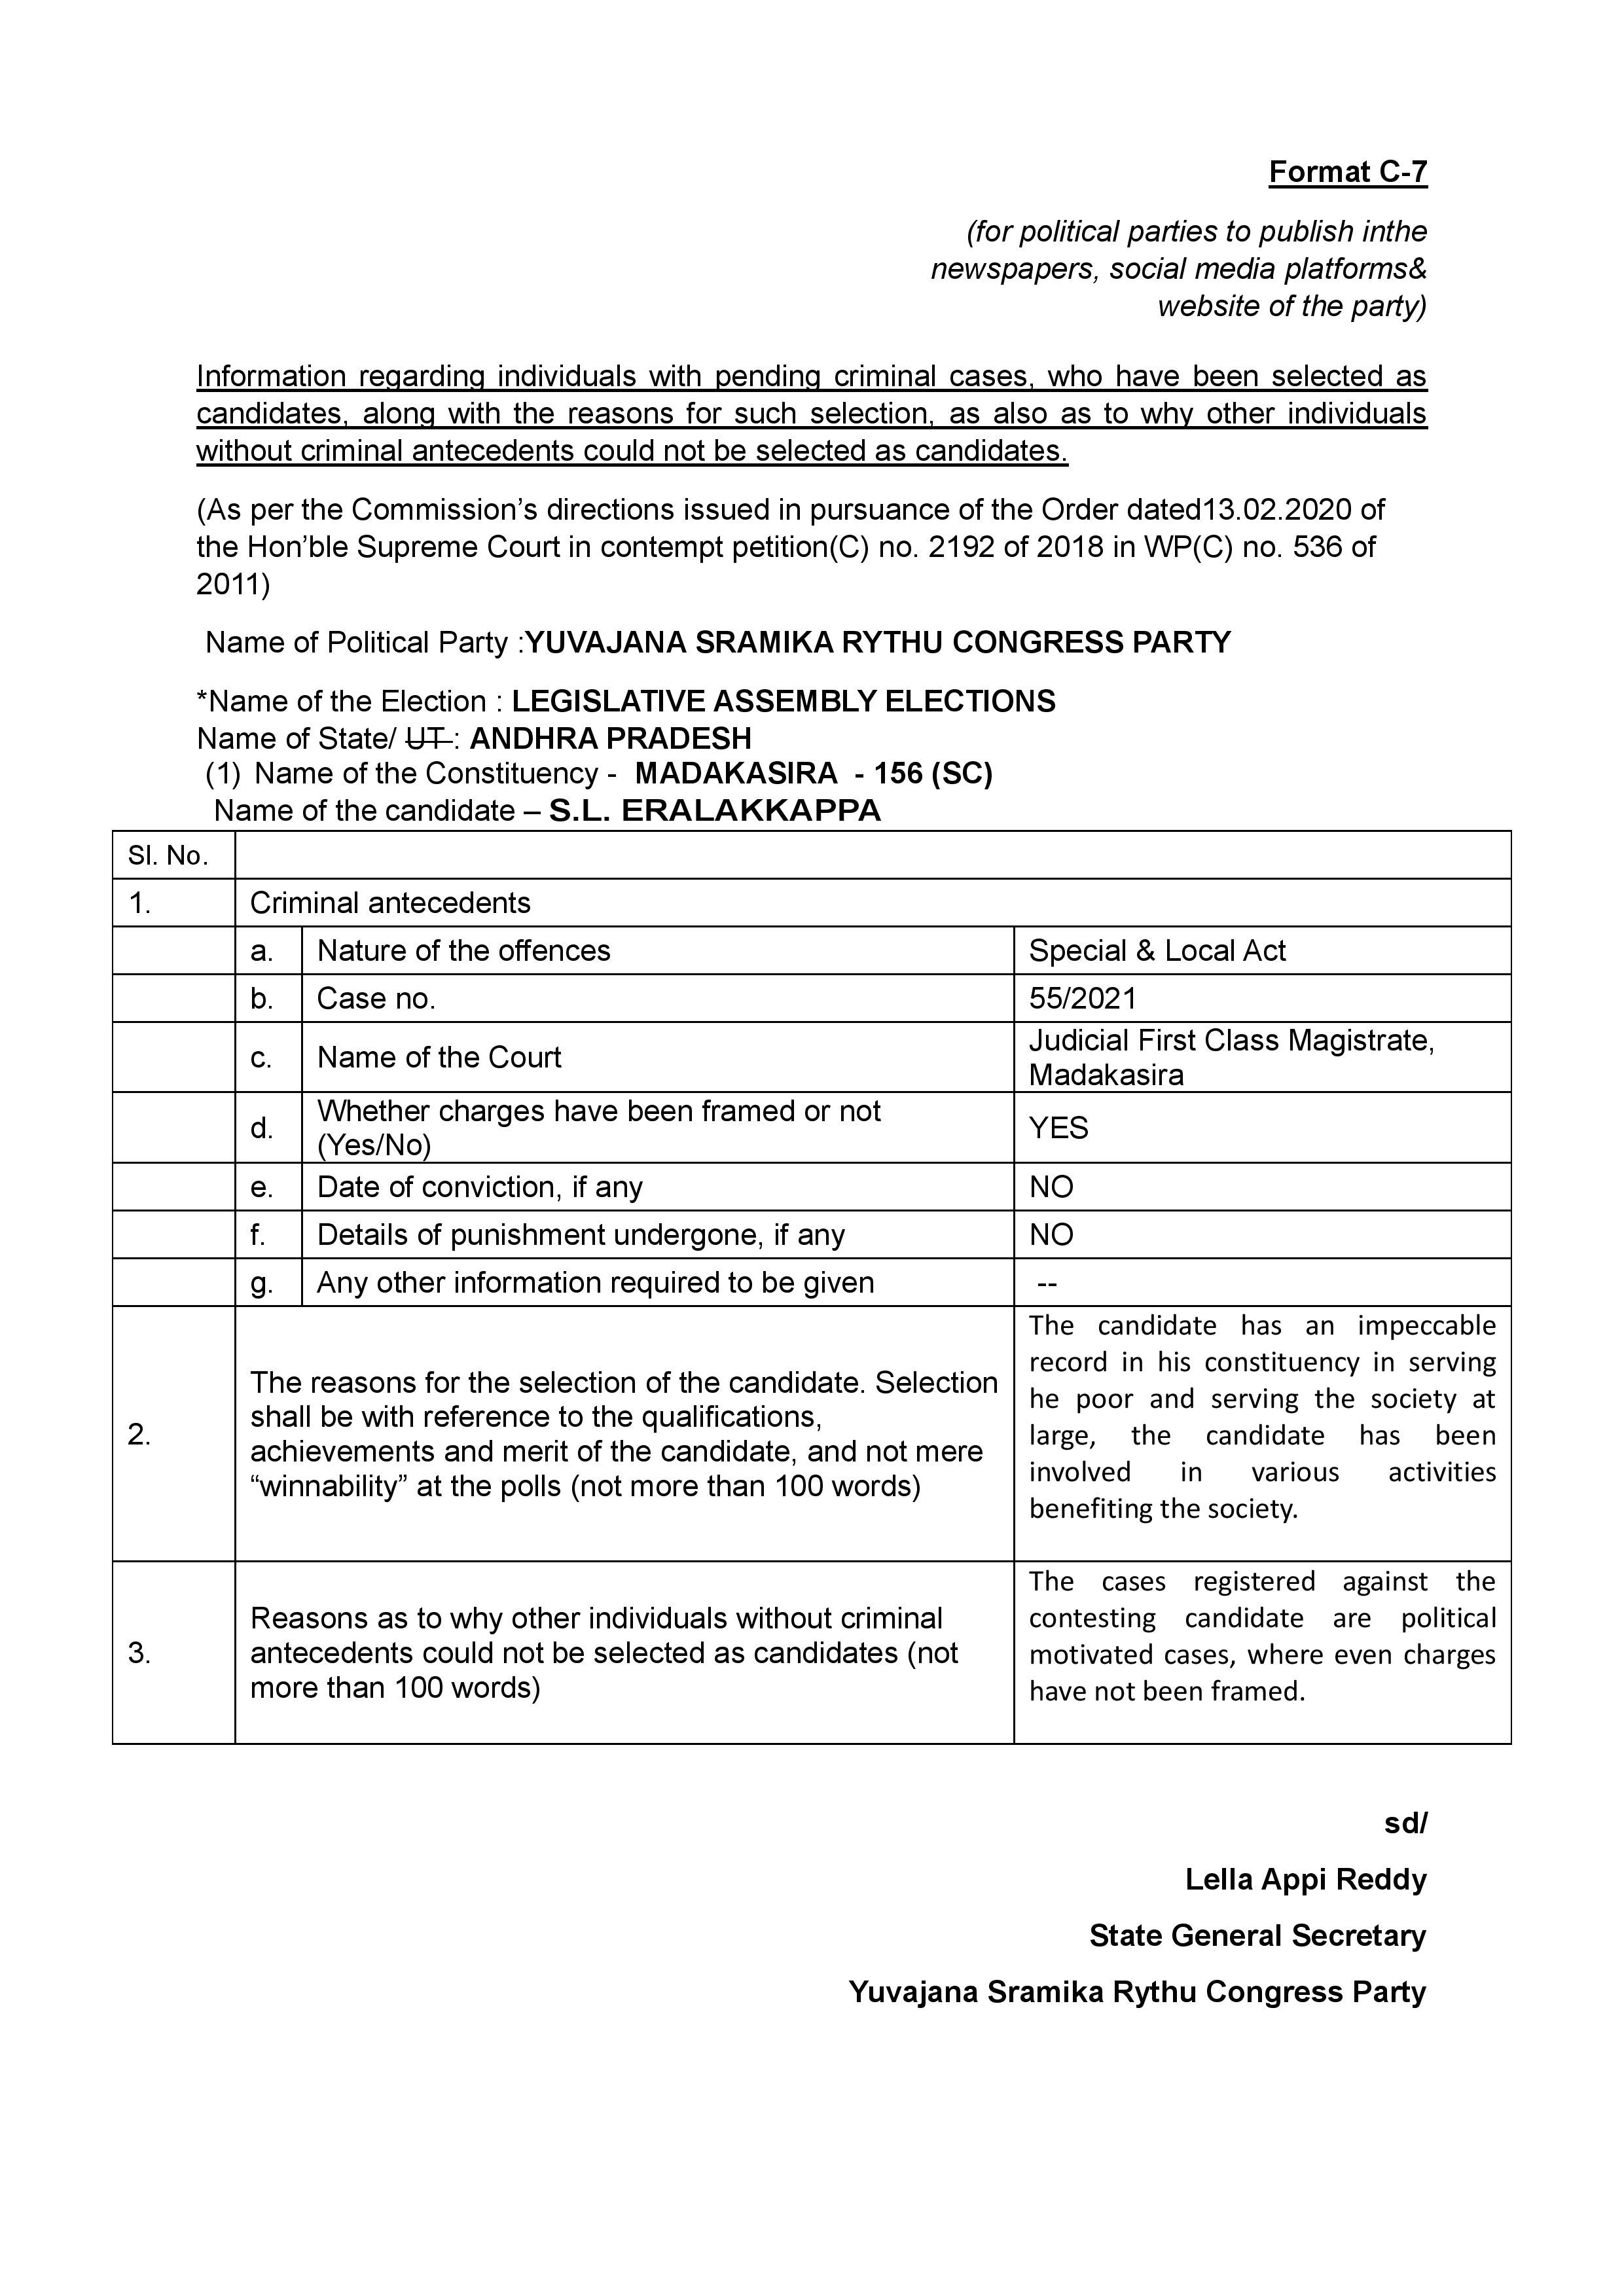 Format C-7
(for political parties to publish inthe
newspapers, social media platforms&
website of the party)
Information regarding individuals with pending criminal cases, who have been selected as
candidates, along with the reasons for such selection, as also as to why other individuals
without criminal antecedents could not be selected as candidates.
(As per the Commission’s directions issued in pursuance of the Order dated13.02.2020 of
the Hon’ble Supreme Court in contempt petition(C) no. 2192 of 2018 in WP(C) no. 536 of
2011)
Name of Political Party :YUVAJANA SRAMIKA RYTHU CONGRESS PARTY
*Name of the Election : LEGISLATIVE ASSEMBLY ELECTIONS
Name of State/ UT : ANDHRA PRADESH
(1) Name of the Constituency - MADAKASIRA - 156 (SC)
Name of the candidate – S.L. ERALAKKAPPA
Sl. No.
1. Criminal antecedents
a. Nature of the offences Special & Local Act
b. Case no. 55/2021
c. Name of the Court Judicial First Class Magistrate,
Madakasira
d. Whether charges have been framed or not
(Yes/No) YES
e. Date of conviction, if any NO
f. Details of punishment undergone, if any NO
g. Any other information required to be given --
2. The reasons for the selection of the candidate. Selection
shall be with reference to the qualifications,
achievements and merit of the candidate, and not mere
“winnability” at the polls (not more than 100 words)
The candidate has an impeccable
record in his constituency in serving
he poor and serving the society at
large, the candidate has been
involved in various activities
benefiting the society.
3. Reasons as to why other individuals without criminal
antecedents could not be selected as candidates (not
more than 100 words)
The cases registered against the
contesting candidate are political
motivated cases, where even charges
have not been framed.
sd/
Lella Appi Reddy
State General Secretary
Yuvajana Sramika Rythu Congress Party